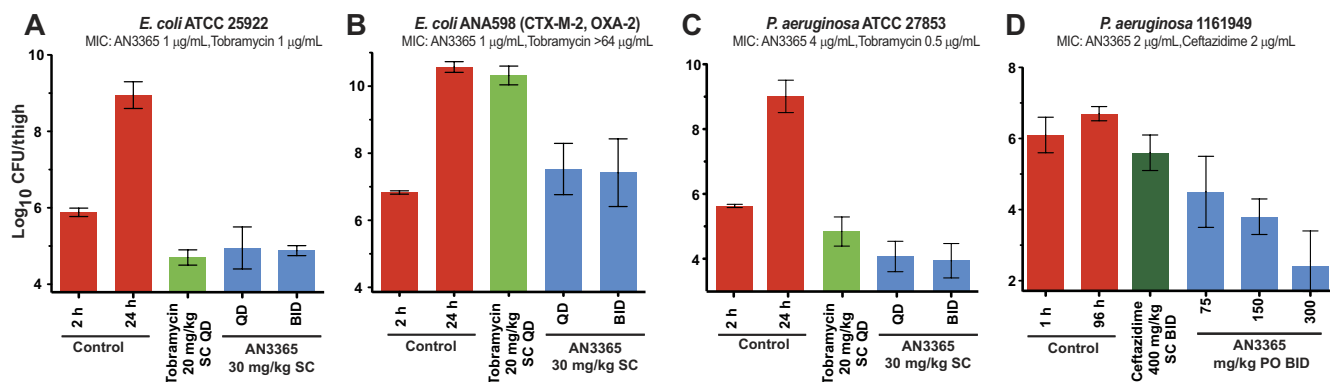 A
E. coli ATCC 25922
MIC: AN3365 1 μg/mL,Tobramycin 1 μg/mL
Log10 CFU/thigh
10
8
6
4
2 h
24 h
Tobramycin
20 mg/kg
SC QD
QD
BID
Control
AN3365
30 mg/kg SC
B
E. coli ANA598 (CTX-M-2, OXA-2)
MIC: AN3365 1 μg/mL,Tobramycin >64 μg/mL
10
8
6
4
2 h
24 h
Tobramycin
20 mg/kg
SC QD
QD
BID
Control
AN3365
30 mg/kg SC
C
P. aeruginosa ATCC 27853
MIC: AN3365 4 μg/mL,Tobramycin 0.5 μg/mL
10
8
6
4
2 h
24 h
Tobramycin
20 mg/kg
SC QD
QD
BID
Control
AN3365
30 mg/kg SC
D
P. aeruginosa 1161949
MIC: AN3365 2 μg/mL,Ceftazidime 2 μg/mL
8
6
4
2
1 h
96 h
Ceftazidime
400 mg/kg
SC BID
75
150
300
Control
AN3365
mg/kg PO BID